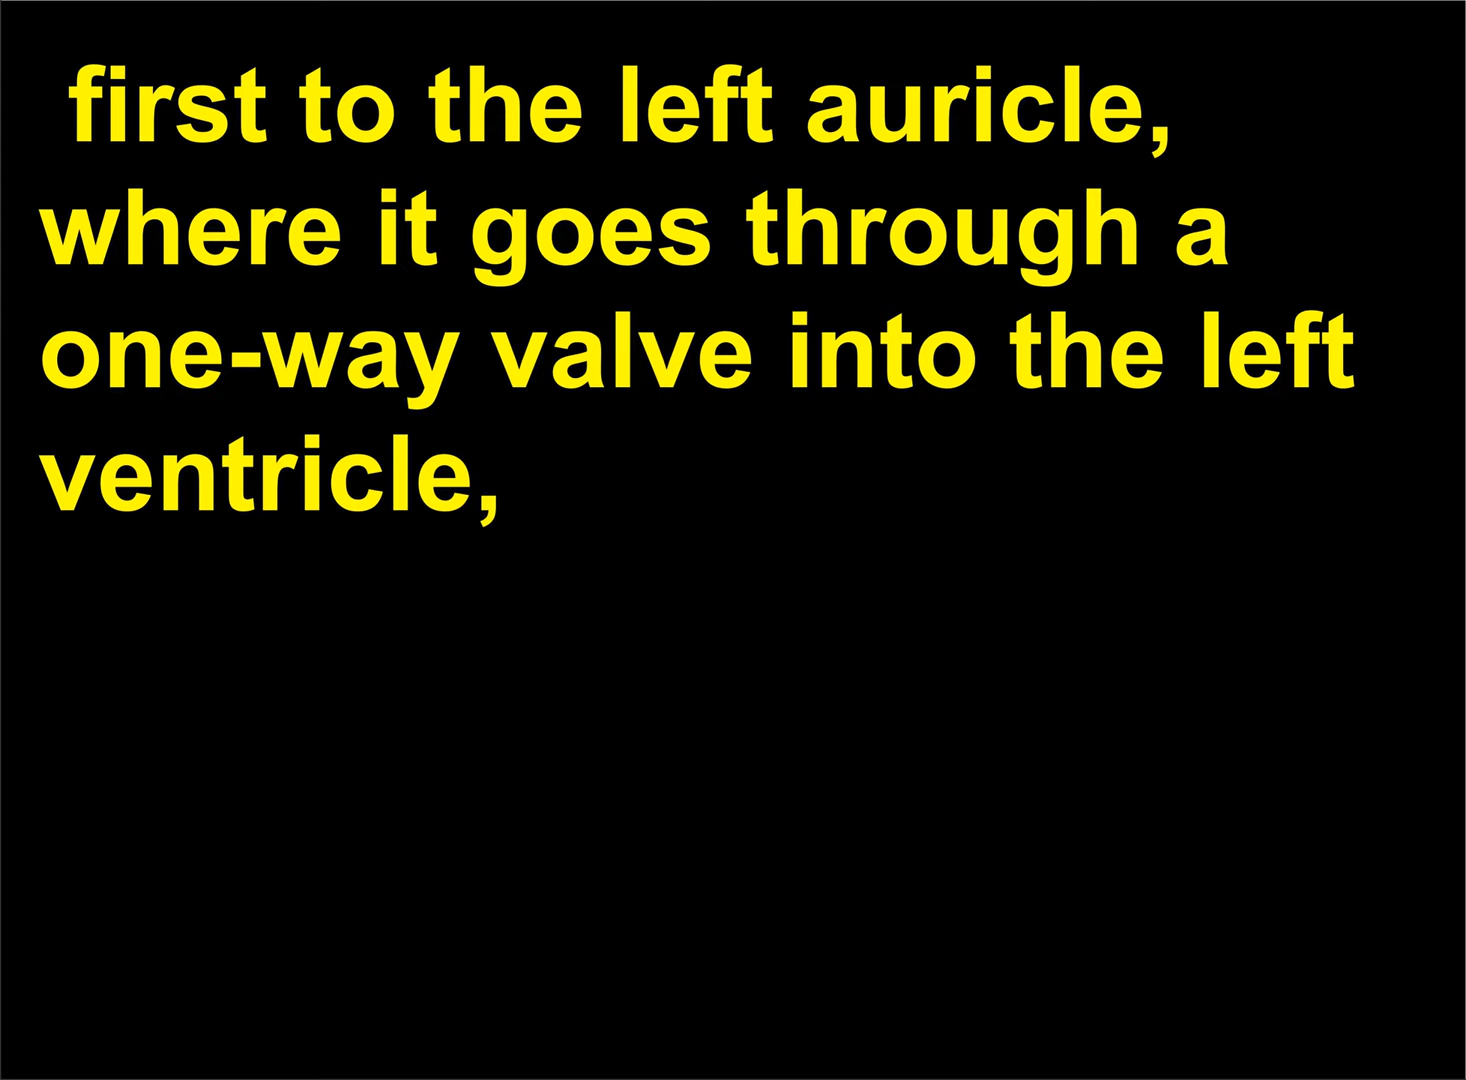 first to the left auricle,
where it goes through a
one-way valve into the left
ventricle,